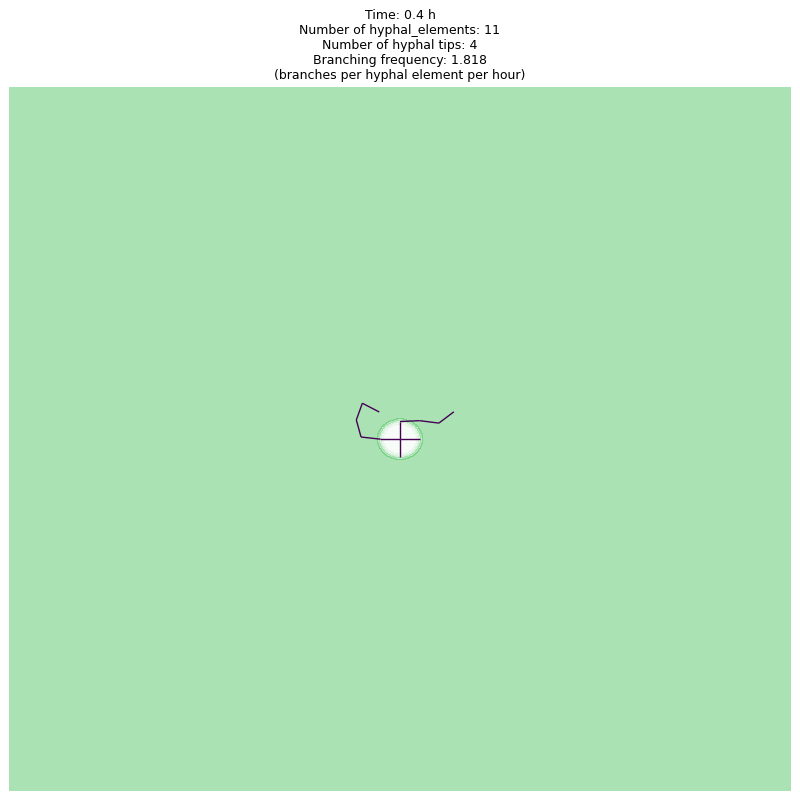 Time: 0.4 h
Number of hyphal_elements: 11
Number of hyphal tips: 4
Branching frequency: 1.818
(branches per hyphal element per hour)